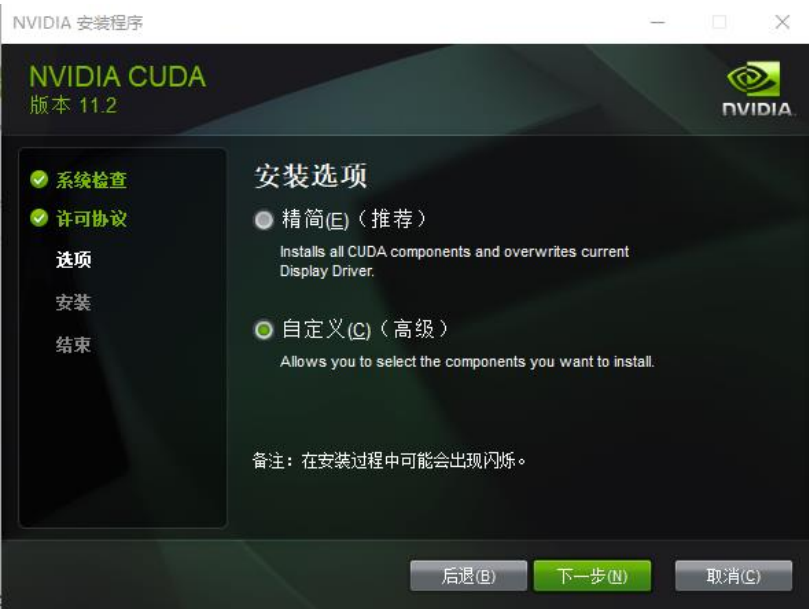 NVIDIA 安装程序
NVIDIA CUDA
版本 11.2
NVIDIA.
系统检查
许可协议
选项
安装
结束
安装选项
精简(E)（推荐）
Installs all CUDA components and overwrites current
Display Driver.
自定义(C)（高级）
Allows you to select the components you want to install.
备注：在安装过程中可能会出现闪烁。
后退(B)
下一步(N)
取消(C)